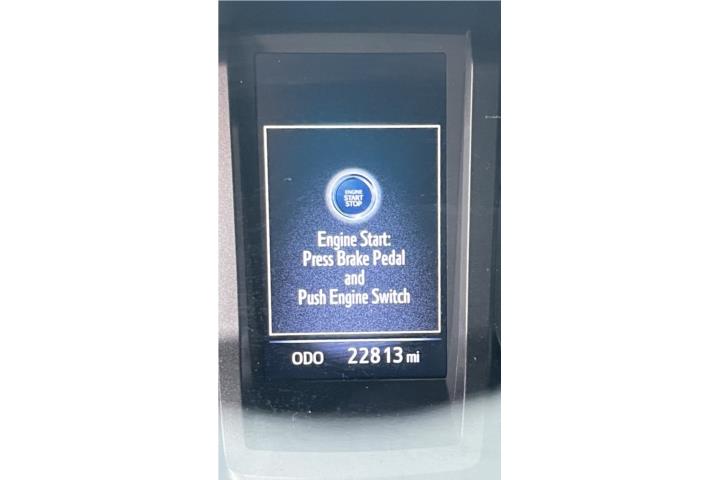 ENGINE
START
STOP
Engine Start:
Press Brake Pedal
and
Push Engine Switch
ODO 22813 mi